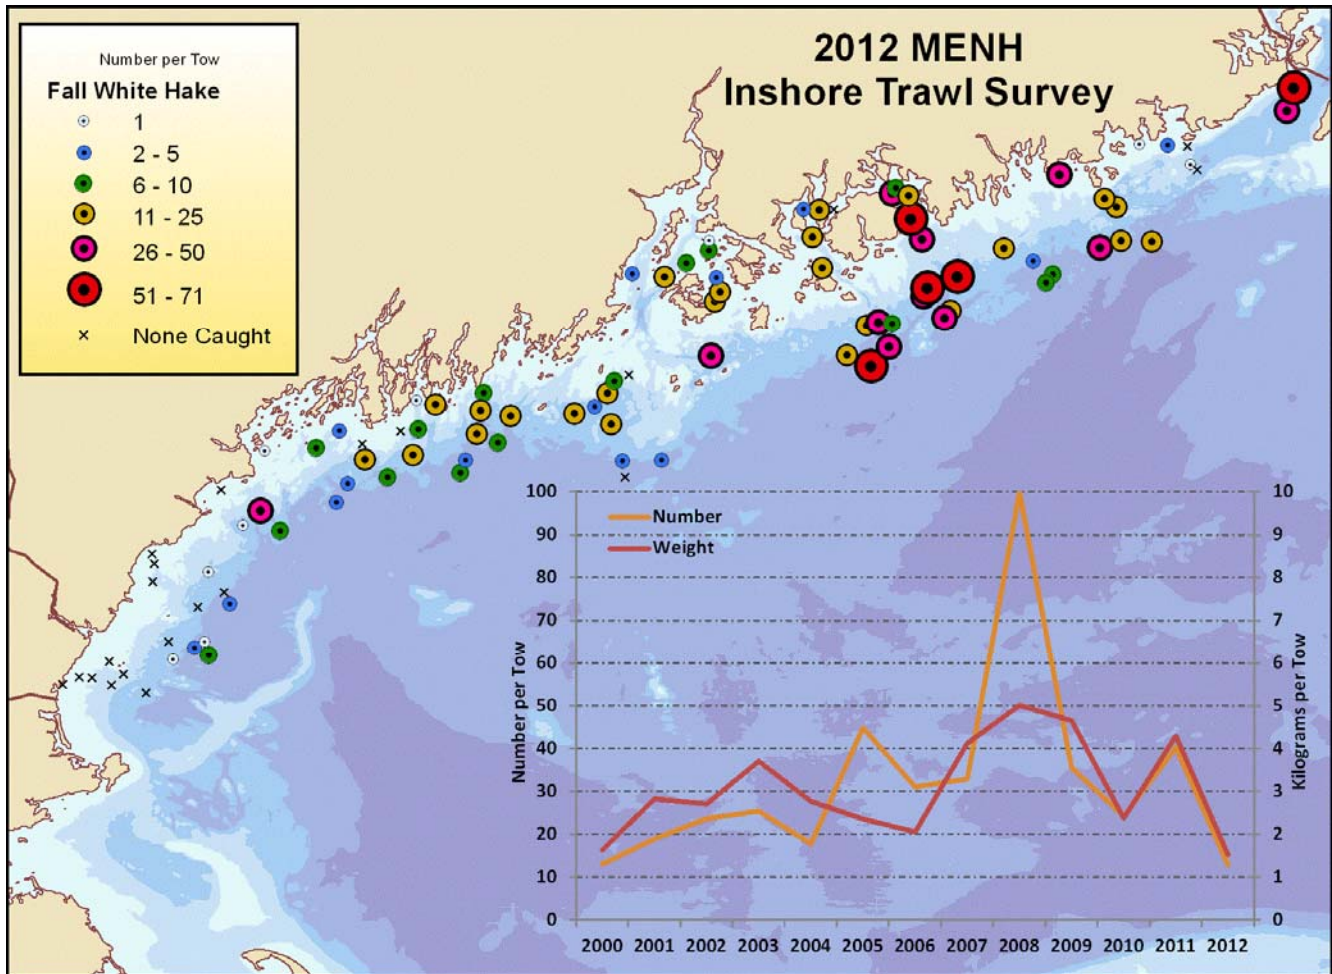 2012 MENH
Inshore Trawl Survey
Number per Tow
Fall White Hake
1
2 - 5
6 - 10
11 - 25
26 - 50
51 - 71
None Caught
Number
Weight
Number per Tow
100
90
80
70
60
50
40
30
20
10
0
Kilograms per Tow
10
9
8
7
6
5
4
3
2
1
0
2000 2001 2002 2003 2004 2005 2006 2007 2008 2009 2010 2011 2012